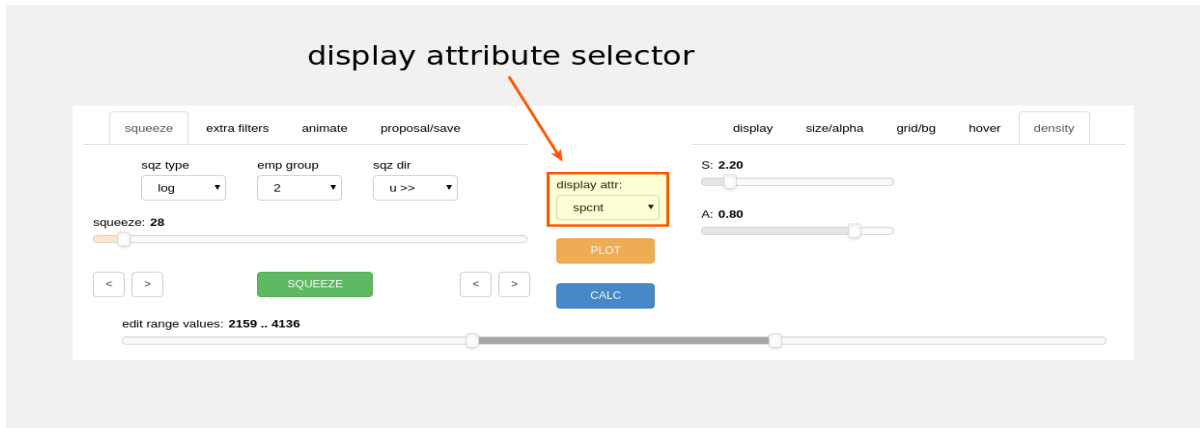 display attribute selector
squeeze extra filters animate proposal/save
display size/alpha grid/bg hover density
sqz type emp group sqz dir
log 2 u >>
squeeze: 28
< > SQUEEZE < >
edit range values: 2159 .. 4136
display attr:
spcnt
PLOT
CALC
S: 2.20
A: 0.80